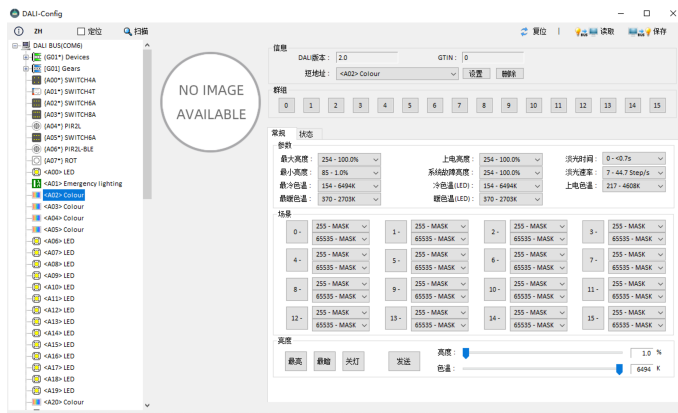 DALI-Config
ZH 定位 扫描 复位 读取 保存
DALI BUS(COM6)
(G01*) Devices
[G01] Gears
(A00*) SWITCH4A
(A01*) SWITCH4T
(A02*) SWITCH6A
(A03*) SWITCH8A
(A04*) PIR2L
(A05*) SWITCH6A
(A06*) PIR2L-BLE
(A07*) ROT
<A00> LED
<A01> Emergency lighting
<A02> Colour
<A03> Colour
<A04> Colour
<A05> Colour
<A06> LED
<A07> LED
<A08> LED
<A09> LED
<A10> LED
<A11> LED
<A12> LED
<A13> LED
<A14> LED
<A15> LED
<A16> LED
<A17> LED
<A18> LED
<A19> LED
<A20> Colour
NO IMAGE
AVAILABLE
信息
DALI版本： 2.0 GTIN： 0
短地址： <A02> Colour 设置 删除
群组
0 1 2 3 4 5 6 7 8 9 10 11 12 13 14 15
常规 状态
参数
最大亮度： 254 - 100.0% 上电亮度： 254 - 100.0% 淡光时间： 0 - <0.7s
最小亮度： 85 - 1.0% 系统故障亮度： 254 - 100.0% 淡光速率： 7 - 44.7 Step/s
最冷色温： 154 - 6494K 冷色温(LED)： 154 - 6494K 上电色温： 217 - 4608K
最暖色温： 370 - 2703K 暖色温(LED)： 370 - 2703K
场景
0 - 255 - MASK 1 - 255 - MASK 2 - 255 - MASK 3 - 255 - MASK
65535 - MASK 65535 - MASK 65535 - MASK 65535 - MASK
4 - 255 - MASK 5 - 255 - MASK 6 - 255 - MASK 7 - 255 - MASK
65535 - MASK 65535 - MASK 65535 - MASK 65535 - MASK
8 - 255 - MASK 9 - 255 - MASK 10 - 255 - MASK 11 - 255 - MASK
65535 - MASK 65535 - MASK 65535 - MASK 65535 - MASK
12 - 255 - MASK 13 - 255 - MASK 14 - 255 - MASK 15 - 255 - MASK
65535 - MASK 65535 - MASK 65535 - MASK 65535 - MASK
亮度
最亮 最暗 关灯 发送 亮度： 1.0 %
色温： 6494 K